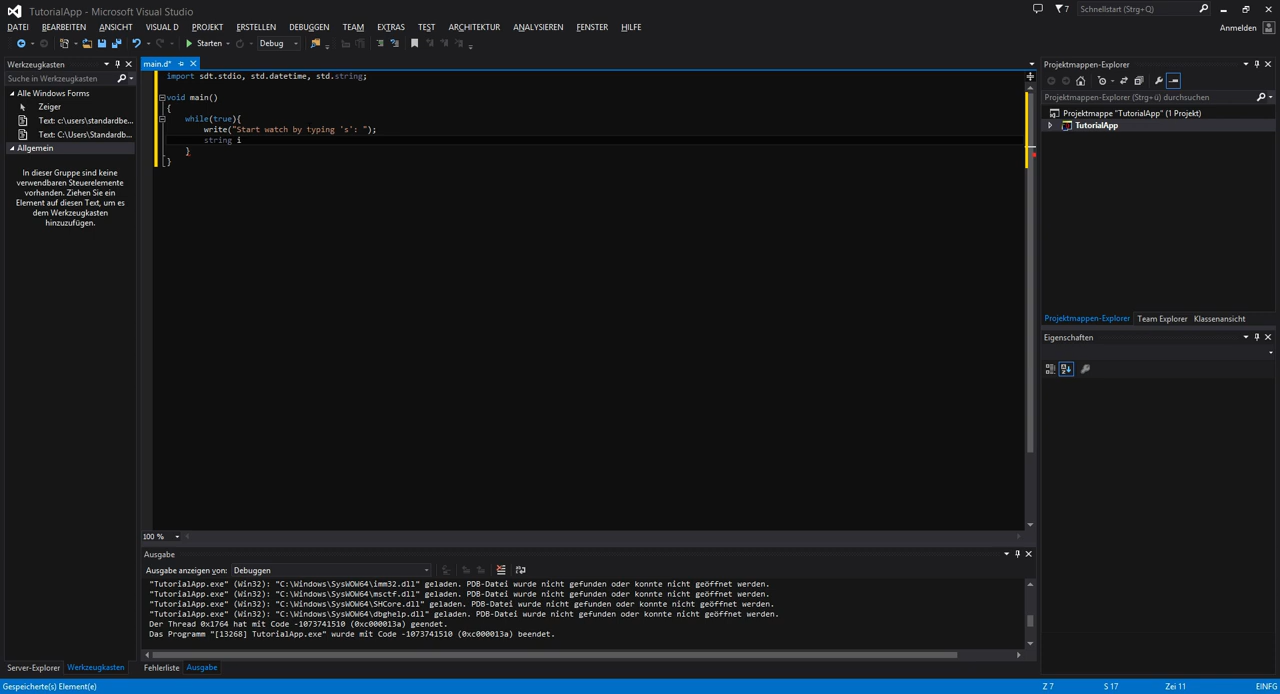 TutorialApp - Microsoft Visual Studio
7
Schnellstart (Strg+Q)
DATEI BEARBEITEN ANSICHT VISUAL D PROJEKT ERSTELLEN DEBUGGEN TEAM EXTRAS TEST ARCHITEKTUR ANALYSIEREN FENSTER HILFE
Anmelden
Starten
Debug
Werkzeugkasten
Suche in Werkzeugkasten
Alle Windows Forms
Zeiger
Text: c:\users\standardbe...
Text: C:\Users\Standardb...
Allgemein
In dieser Gruppe sind keine
verwendbaren Steuerelemente
vorhanden. Ziehen Sie ein
Element auf diesen Text, um es
dem Werkzeugkasten
hinzuzufügen.
Server-Explorer Werkzeugkasten
main.d*
import sdt.stdio, std.datetime, std.string;
void main()
{
while(true){
write("Start watch by typing 's': ");
string i
}
}
100 %
Ausgabe
Ausgabe anzeigen von: Debuggen
"TutorialApp.exe" (Win32): "C:\Windows\SysWOW64\imm32.dll" geladen. PDB-Datei wurde nicht gefunden oder konnte nicht geöffnet werden.
"TutorialApp.exe" (Win32): "C:\Windows\SysWOW64\msctf.dll" geladen. PDB-Datei wurde nicht gefunden oder konnte nicht geöffnet werden.
"TutorialApp.exe" (Win32): "C:\Windows\SysWOW64\SHCore.dll" geladen. PDB-Datei wurde nicht gefunden oder konnte nicht geöffnet werden.
"TutorialApp.exe" (Win32): "C:\Windows\SysWOW64\dbghelp.dll" geladen. PDB-Datei wurde nicht gefunden oder konnte nicht geöffnet werden.
Der Thread 0x1764 hat mit Code -1073741510 (0xc000013a) geendet.
Das Programm "[13268] TutorialApp.exe" wurde mit Code -1073741510 (0xc000013a) beendet.
Fehlerliste Ausgabe
Projektmappen-Explorer
Projektmappen-Explorer (Strg+ü) durchsuchen
Projektmappe "TutorialApp" (1 Projekt)
TutorialApp
Projektmappen-Explorer Team Explorer Klassenansicht
Eigenschaften
Gespeicherte(s) Element(e)
Z 7 S 17 Zei 11 EINFG